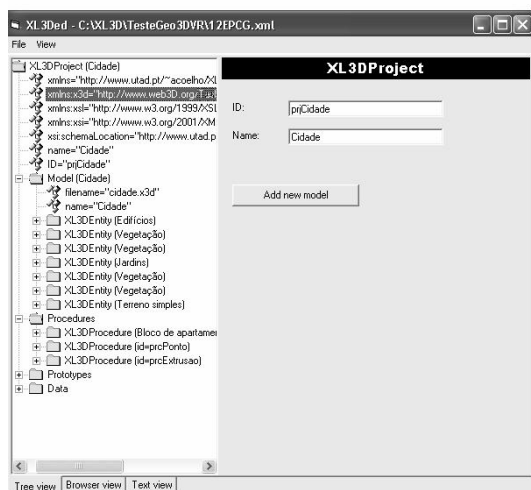 XL3Ded - C:\XL3D\TesteGeo3DVR\12EPCG.xml
File View
XL3DProject (Cidade)
xmlns="http://www.utad.pt/~acoelho/XL
xmlns:x3d="http://www.web3D.org/
xmlns:xsl="http://www.w3.org/1999/XSL
xmlns:xsi="http://www.w3.org/2001/XM
xsi:schemaLocation="http://www.utad.p
name="Cidade"
ID="prjCidade"
Model (Cidade)
filename="cidade.x3d"
name="Cidade"
XL3DEntity (Edifícios)
XL3DEntity (Vegetação)
XL3DEntity (Vegetação)
XL3DEntity (Jardins)
XL3DEntity (Vegetação)
XL3DEntity (Vegetação)
XL3DEntity (Terreno simples)
Procedures
XL3DProcedure (Bloco de apartamer
XL3DProcedure (id=prcPonto)
XL3DProcedure (id=prcExtrusao)
Prototypes
Data
XL3DProject
ID: prjCidade
Name: Cidade
Add new model
Tree view Browser view Text view